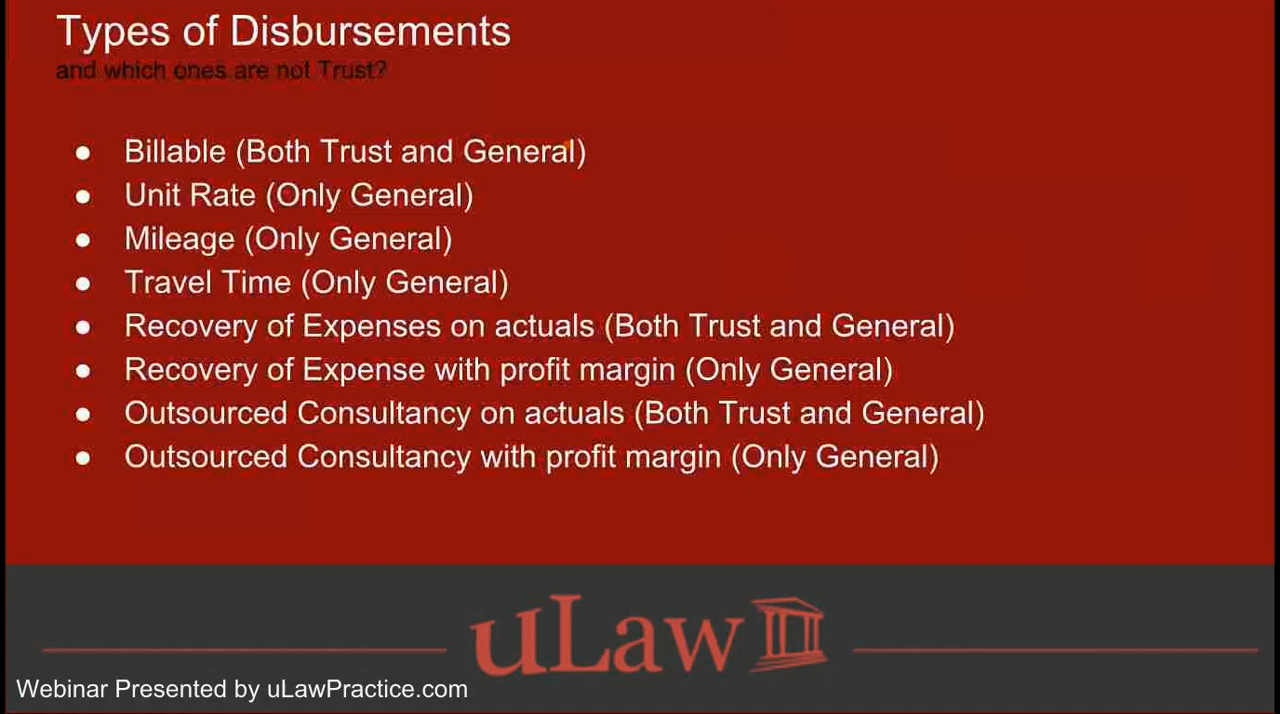 Types of Disbursements
and which ones are not Trust?
● Billable (Both Trust and General)
● Unit Rate (Only General)
● Mileage (Only General)
● Travel Time (Only General)
● Recovery of Expenses on actuals (Both Trust and General)
● Recovery of Expense with profit margin (Only General)
● Outsourced Consultancy on actuals (Both Trust and General)
● Outsourced Consultancy with profit margin (Only General)
uLaw
Webinar Presented by uLawPractice.com